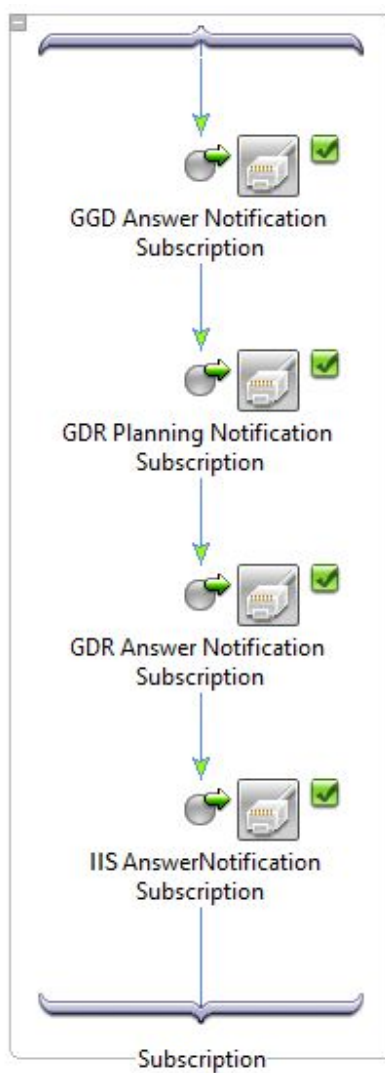 GGD Answer Notification
Subscription
GDR Planning Notification
Subscription
GDR Answer Notification
Subscription
IIS AnswerNotification
Subscription
Subscription